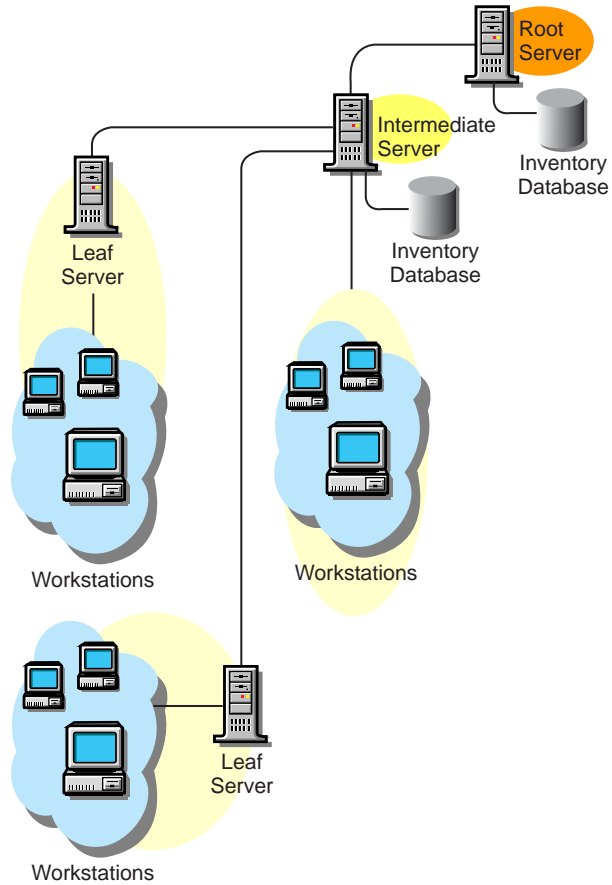 Root
Server
Intermediate
Server
Inventory
Database
Leaf
Server
Inventory
Database
Workstations
Workstations
Leaf
Server
Workstations